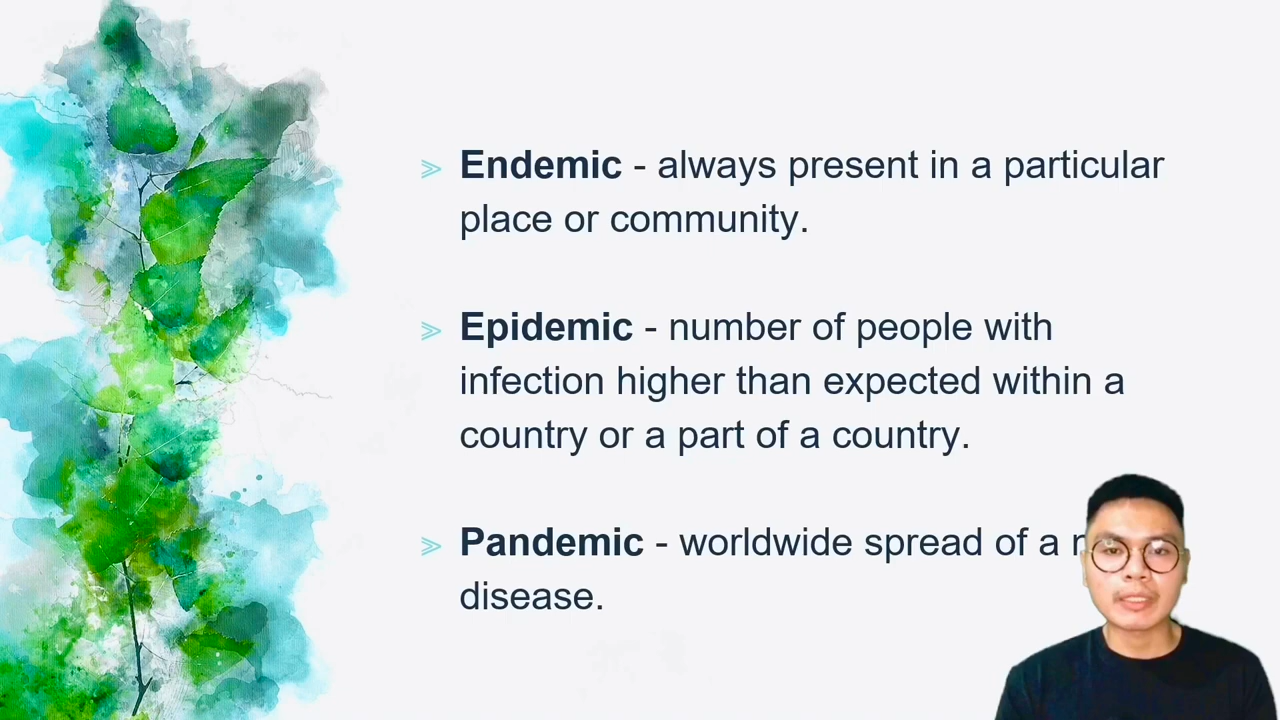 Endemic - always present in a particular
place or community.
Epidemic - number of people with
infection higher than expected within a
country or a part of a country.
Pandemic - worldwide spread of a
disease.